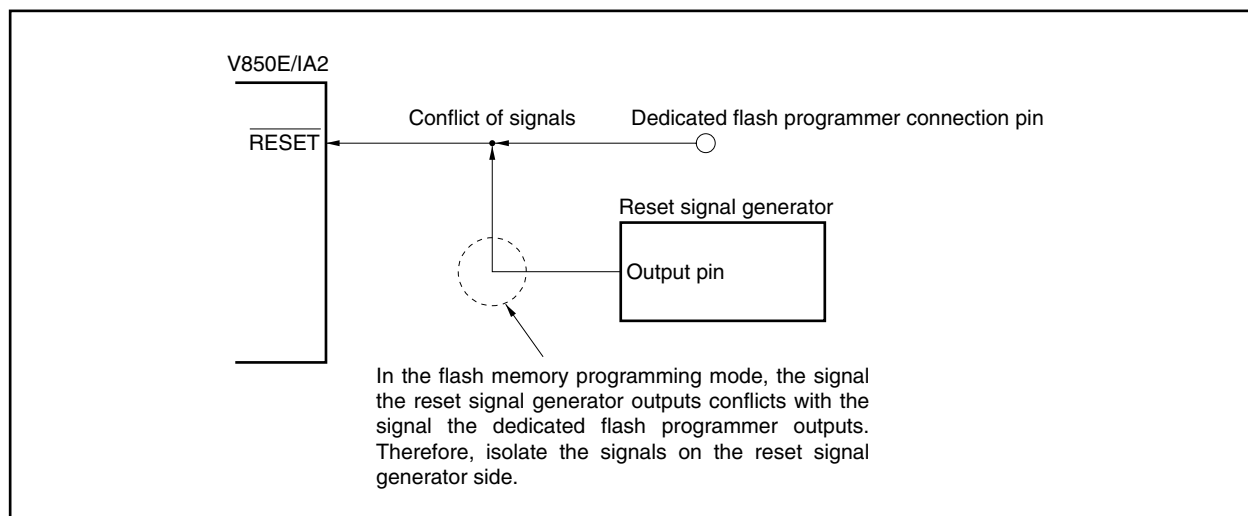 V850E/IA2
Conflict of signals
Dedicated flash programmer connection pin
RESET
Reset signal generator
Output pin
In the flash memory programming mode, the signal
the reset signal generator outputs conflicts with the
signal the dedicated flash programmer outputs.
Therefore, isolate the signals on the reset signal
generator side.